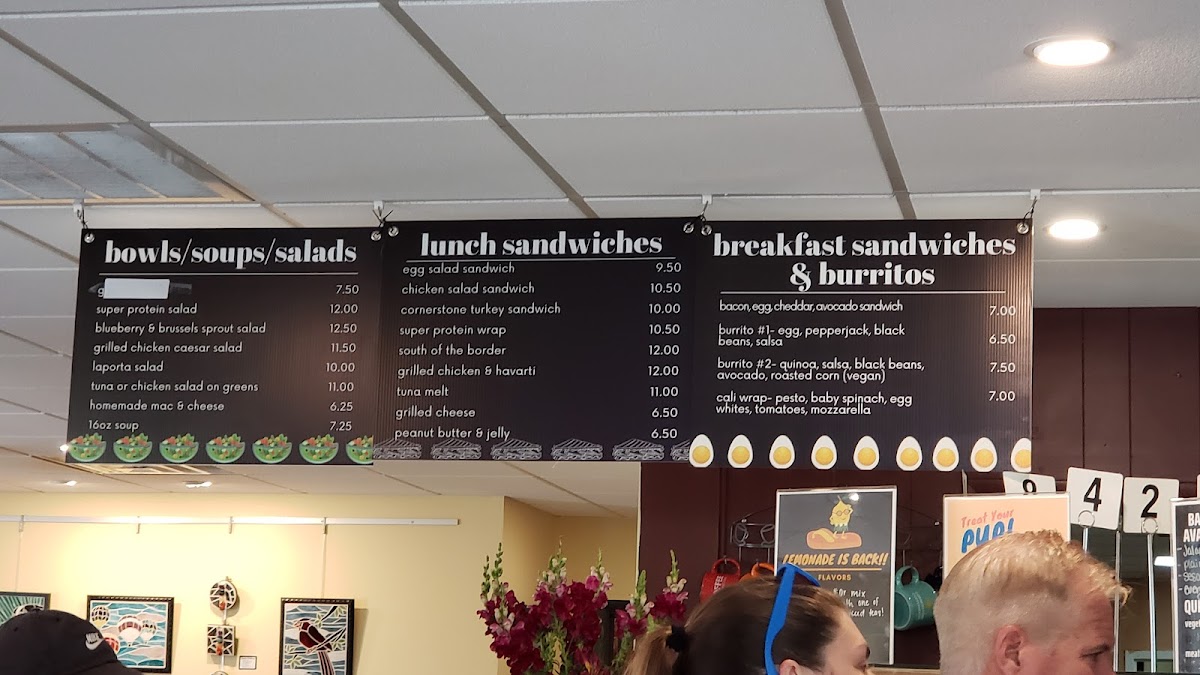 bowls/soups/salads
7.50
super protein salad 12.00
blueberry & brussels sprout salad 12.50
grilled chicken caesar salad 11.50
laporta salad 10.00
tuna or chicken salad on greens 11.00
homemade mac & cheese 6.25
16oz soup 7.25
lunch sandwiches
egg salad sandwich 9.50
chicken salad sandwich 10.50
cornerstone turkey sandwich 10.00
super protein wrap 10.50
south of the border 12.00
grilled chicken & havarti 12.00
tuna melt 11.00
grilled cheese 6.50
peanut butter & jelly 6.50
breakfast sandwiches
& burritos
bacon, egg, cheddar, avocado sandwich 7.00
burrito #1- egg, pepperjack, black
beans, salsa 6.50
burrito #2- quinoa, salsa, black beans,
avocado, roasted corn (vegan) 7.50
cali wrap- pesto, baby spinach, egg
whites, tomatoes, mozzarella 7.00
LEMONADE IS BACK!!
FLAVORS
mix
one of
teas!
Treat Your
PUP!
9
4
2